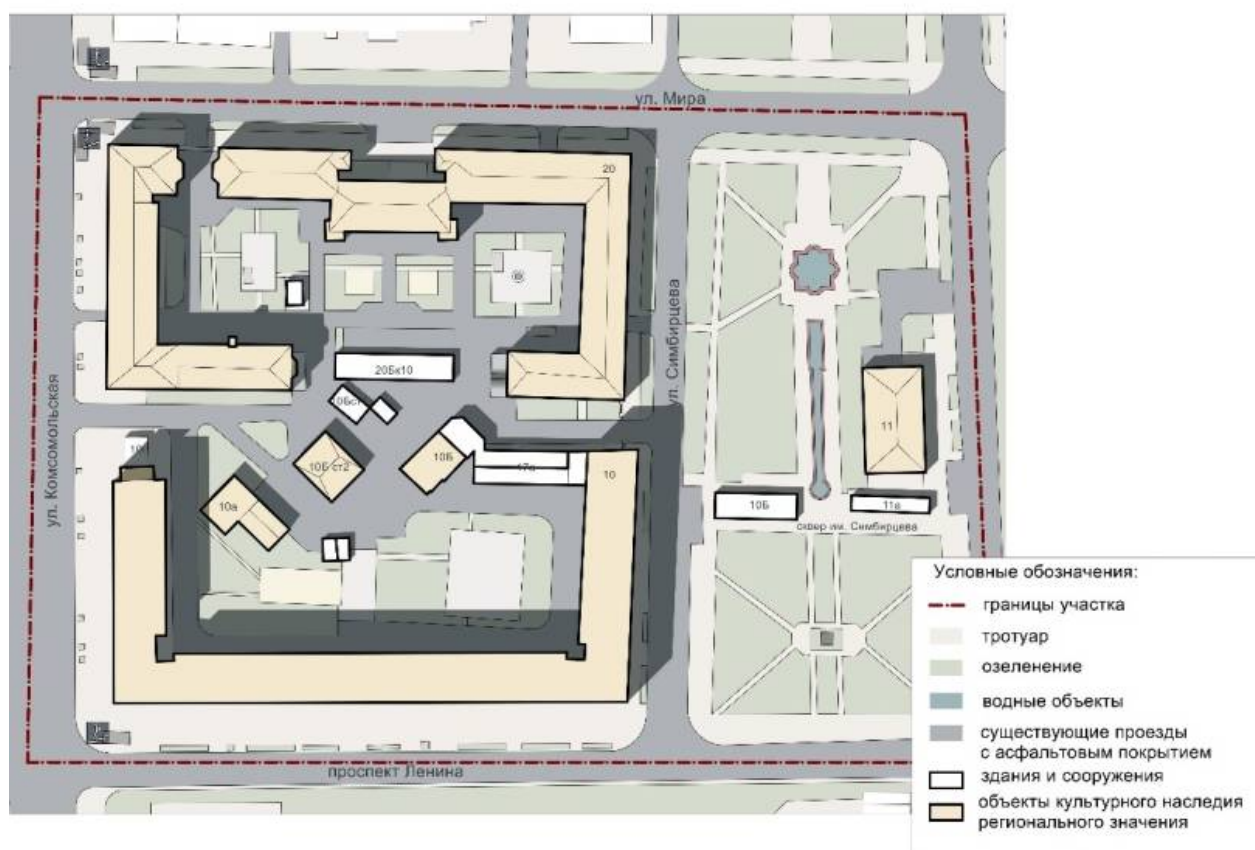 ул. Мира
20
ул. Симбирцева
ул. Комсомольская
20Бк10
11
10Б ст2
10Б
17а
10
10а
10Б
11а
сквер им. Симбирцева
проспект Ленина
Условные обозначения:
границы участка
тротуар
озеленение
водные объекты
существующие проезды
с асфальтовым покрытием
здания и сооружения
объекты культурного наследия
регионального значения